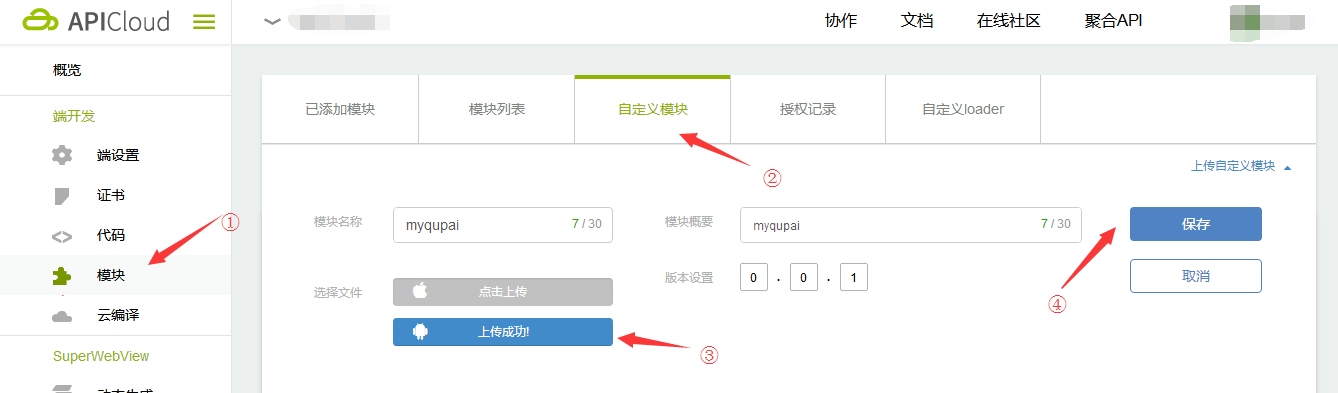 APICloud
协作
文档
在线社区
聚合API
概览
端开发
端设置
证书
代码
模块
云编译
SuperWebView
已添加模块
模块列表
自定义模块
授权记录
自定义loader
上传自定义模块
①
②
③
④
模块名称
myqupai
7 / 30
模块概要
myqupai
7 / 30
保存
选择文件
点击上传
上传成功!
版本设置
0 . 0 . 1
取消